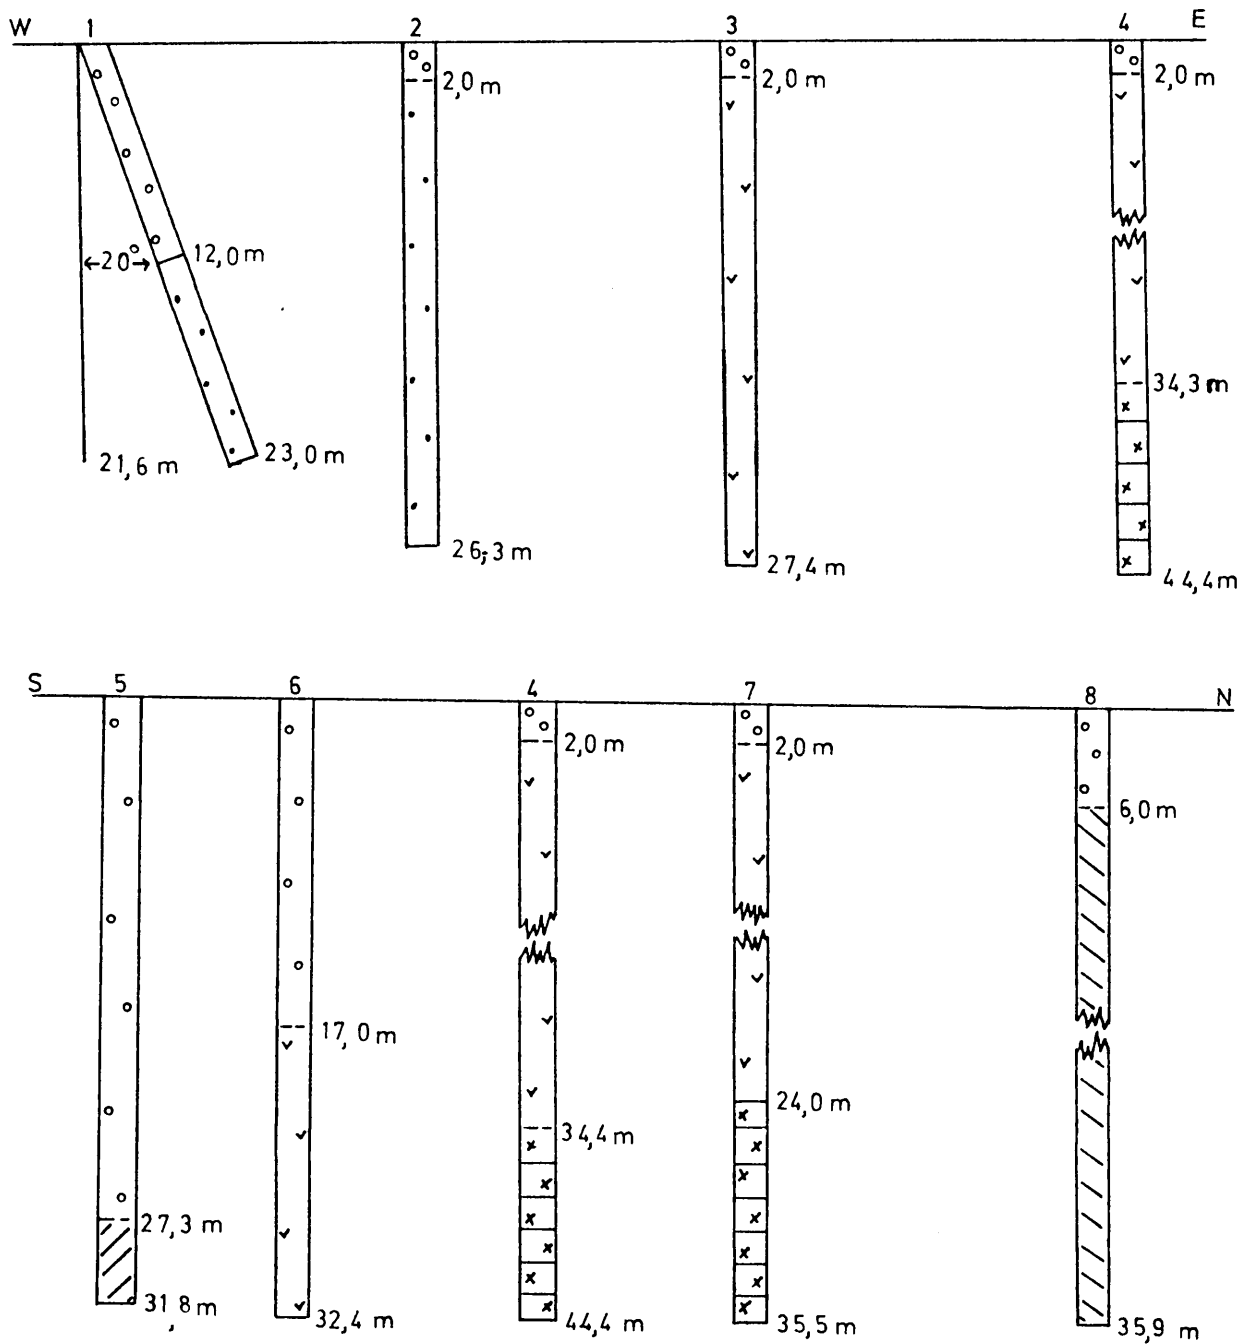 W 1 2 3 4 E
2,0 m 2,0 m 2,0 m
←20→ 12,0 m
34,3 m
21,6 m 23,0 m
26,3 m 27,4 m 44,4 m
S 5 6 4 7 8 N
2,0 m 2,0 m
6,0 m
17,0 m
24,0 m
34,4 m
27,3 m
31,8 m 32,4 m 44,4 m 35,5 m 35,9 m